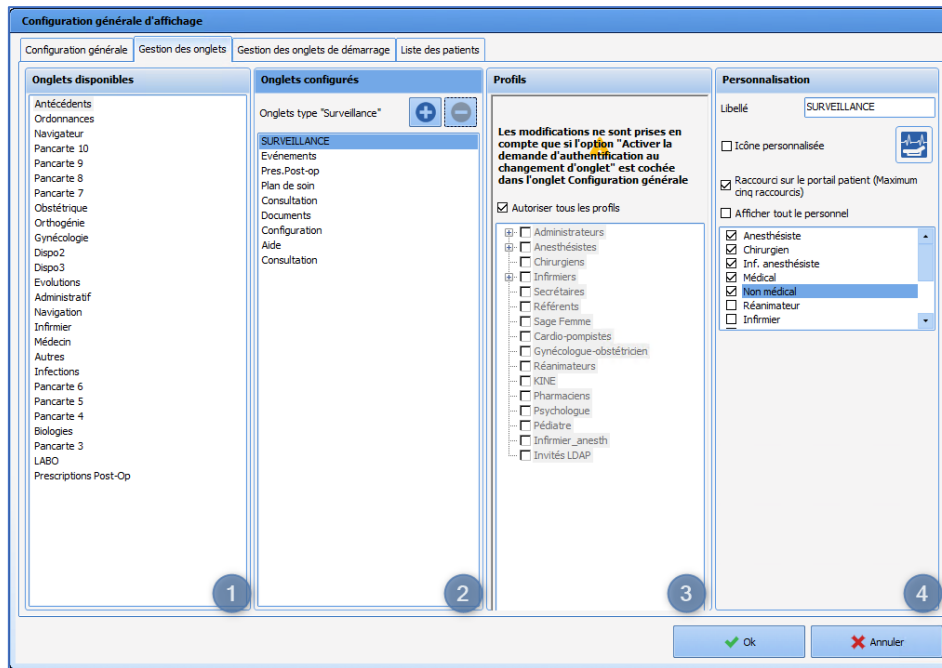 Configuration générale d'affichage
Configuration générale
Gestion des onglets
Gestion des onglets de démarrage
Liste des patients
Onglets disponibles
Antécédents
Ordonnances
Navigateur
Pancarte 10
Pancarte 9
Pancarte 8
Pancarte 7
Obstétrique
Orthogénie
Gynécologie
Dispo2
Dispo3
Evolutions
Administratif
Navigation
Infirmier
Médecin
Autres
Infections
Pancarte 6
Pancarte 5
Pancarte 4
Biologies
Pancarte 3
LABO
Prescriptions Post-Op
1
Onglets configurés
Onglets type "Surveillance"
SURVEILLANCE
Evénements
Pres.Post-op
Plan de soin
Consultation
Documents
Configuration
Aide
Consultation
2
Profils
Les modifications ne sont prises en
compte que si l'option "Activer la
demande d'authentification au
changement d'onglet" est cochée
dans l'onglet Configuration générale
Autoriser tous les profils
Administrateurs
Anesthésistes
Chirurgiens
Infirmiers
Secrétaires
Référents
Sage Femme
Cardio-pompistes
Gynécologue-obstétricien
Réanimateurs
KINE
Pharmaciens
Psychologue
Pédiatre
Infirmier_anesth
Invités LDAP
3
Personnalisation
Libellé
SURVEILLANCE
Icône personnalisée
Raccourci sur le portail patient (Maximum
cinq raccourcis)
Afficher tout le personnel
Anesthésiste
Chirurgien
Inf. anesthésiste
Médical
Non médical
Réanimateur
Infirmier
4
Ok
Annuler